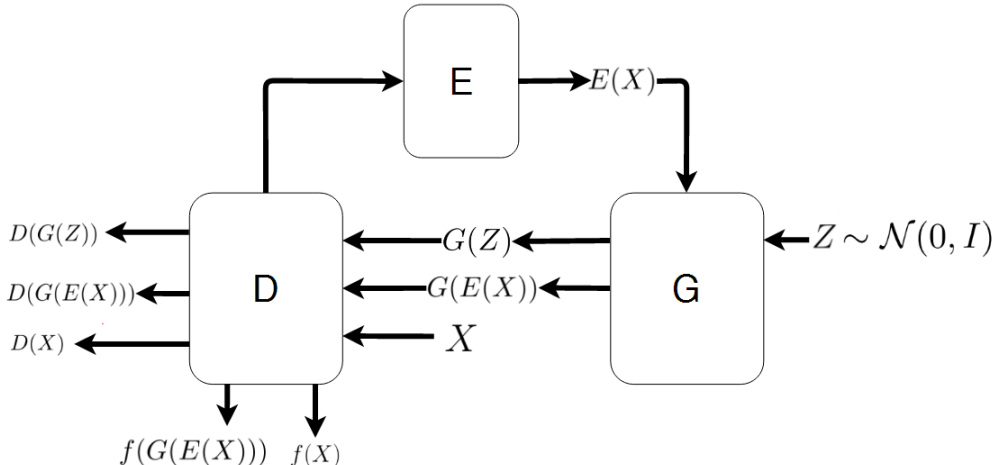 E
E(X)
D(G(Z))
G(Z)
Z ∼ 𝒩(0, I)
D(G(E(X)))
D
G(E(X))
G
D(X)
X
f(G(E(X)))
f(X)